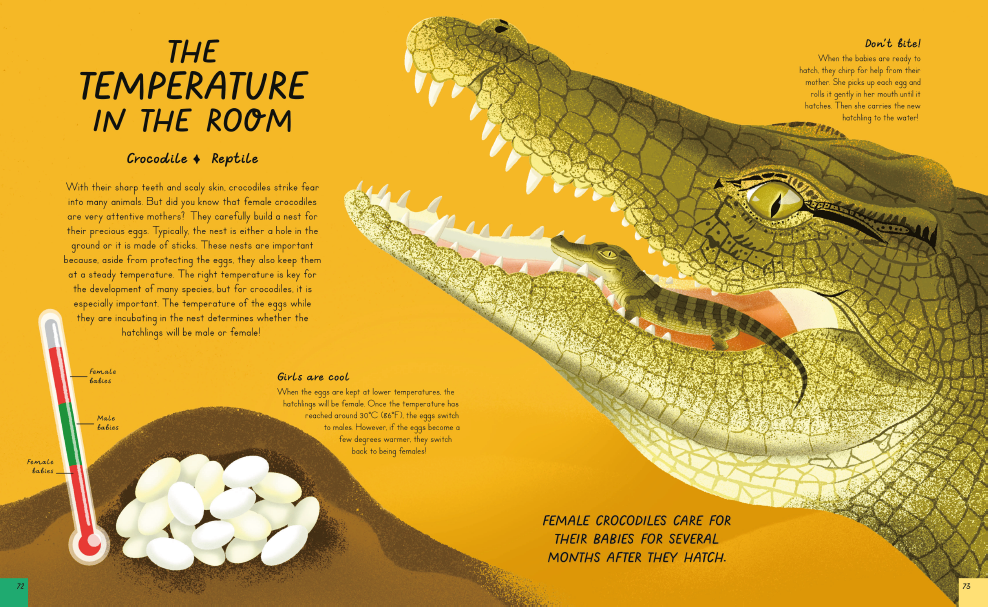 THE
TEMPERATURE
IN THE ROOM
Crocodile ♦ Reptile
With their sharp teeth and scaly skin, crocodiles strike fear
into many animals. But did you know that female crocodiles
are very attentive mothers? They carefully build a nest for
their precious eggs. Typically, the nest is either a hole in the
ground or it is made of sticks. These nests are important
because, aside from protecting the eggs, they also keep them
at a steady temperature. The right temperature is key for
the development of many species, but for crocodiles, it is
especially important. The temperature of the eggs while
they are incubating in the nest determines whether the
hatchlings will be male or female!
Female
babies
Male
babies
Female
babies
Girls are cool
When the eggs are kept at lower temperatures, the
hatchlings will be female. Once the temperature has
reached around 30°C (86°F), the eggs switch
to males. However, if the eggs become a
few degrees warmer, they switch
back to being females!
72
Don't bite!
When the babies are ready to
hatch, they chirp for help from their
mother. She picks up each egg and
rolls it gently in her mouth until it
hatches. Then she carries the new
hatchling to the water!
FEMALE CROCODILES CARE FOR
THEIR BABIES FOR SEVERAL
MONTHS AFTER THEY HATCH.
73